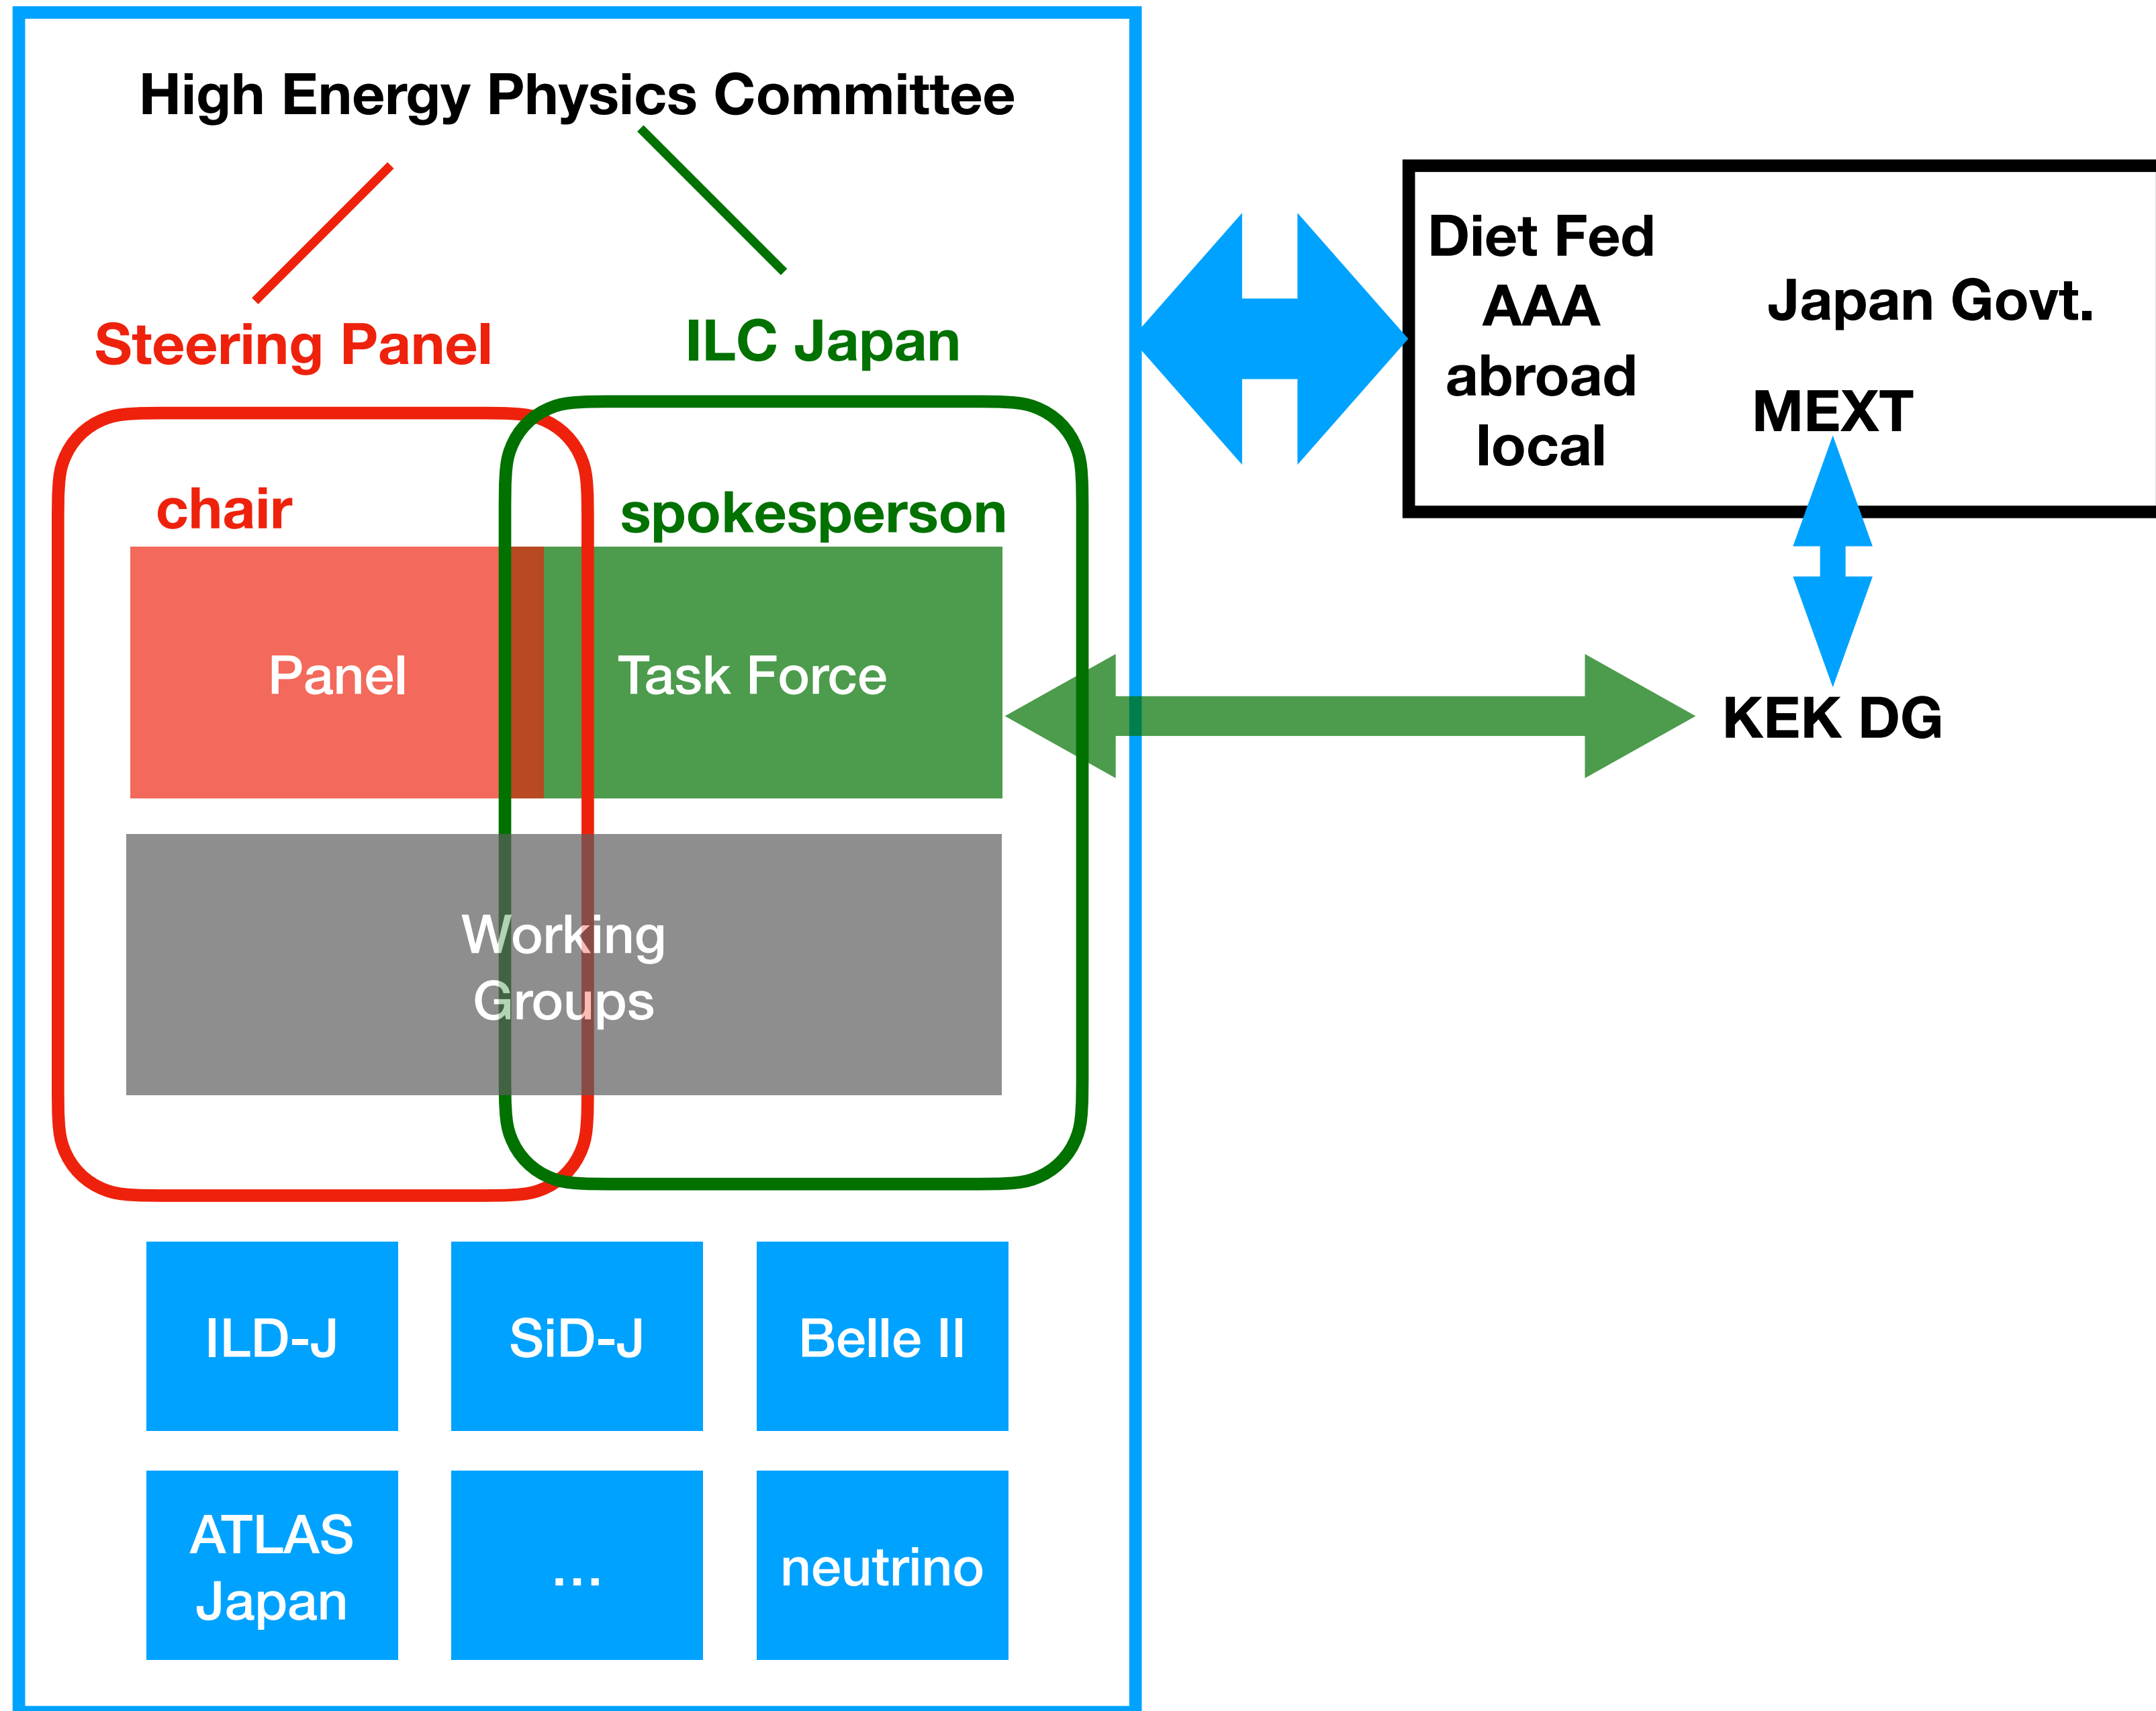 High Energy Physics Committee
Steering Panel
ILC Japan
chair
spokesperson
Panel
Task Force
Working
Groups
ILD-J
SiD-J
Belle II
ATLAS
Japan
...
neutrino
Diet Fed
AAA
abroad
local
Japan Govt.
MEXT
KEK DG